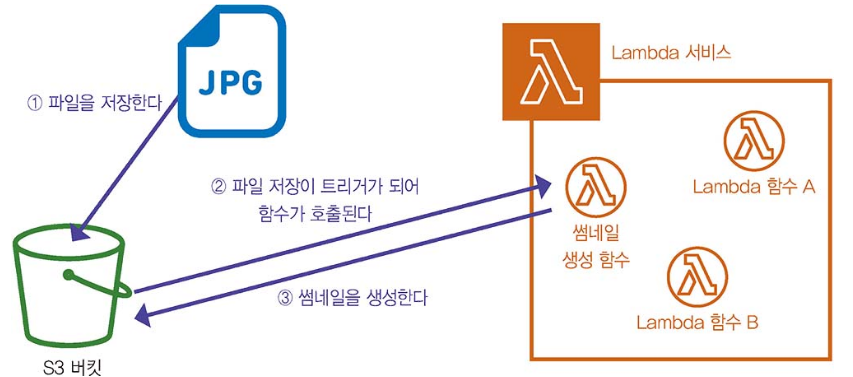 JPG
Lambda 서비스
① 파일을 저장한다
② 파일 저장이 트리거가 되어
함수가 호출된다
Lambda 함수 A
썸네일
생성 함수
③ 썸네일을 생성한다
Lambda 함수 B
S3 버킷